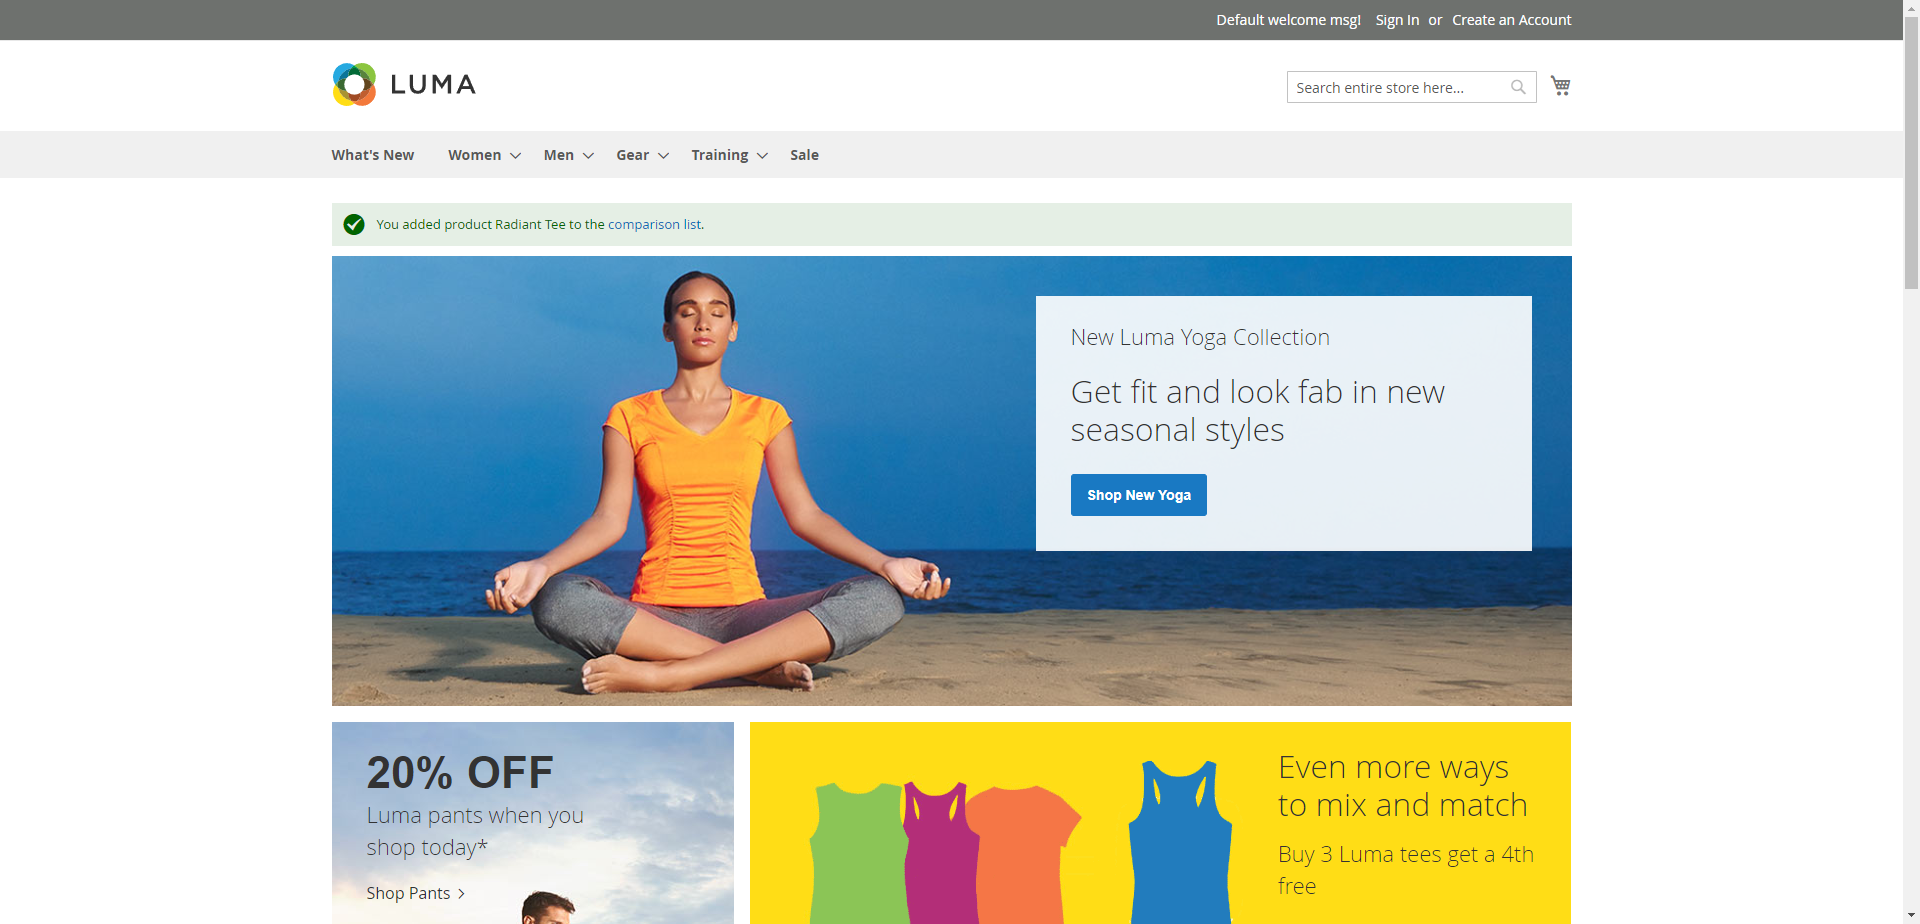 Default welcome msg! Sign In or Create an Account
LUMA
Search entire store here...
What's New Women Men Gear Training Sale
You added product Radiant Tee to the comparison list.
New Luma Yoga Collection
Get fit and look fab in new
seasonal styles
Shop New Yoga
20% OFF
Luma pants when you
shop today*
Shop Pants
Even more ways
to mix and match
Buy 3 Luma tees get a 4th
free